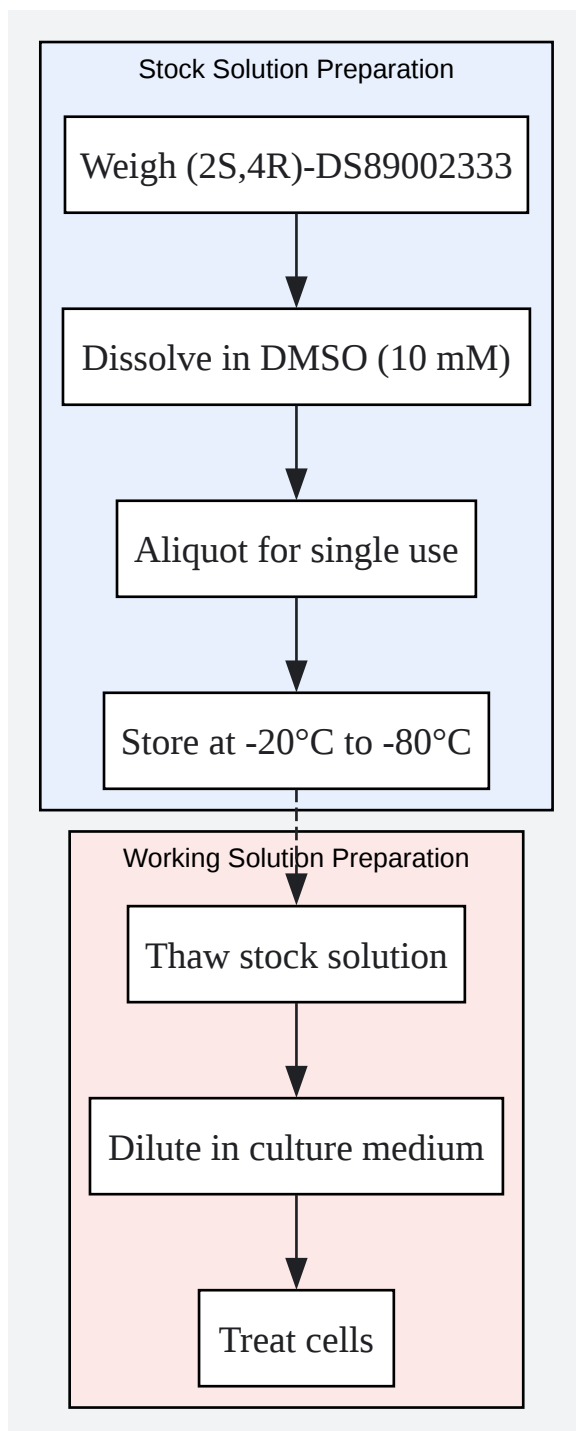 Stock Solution Preparation
Weigh (2S,4R)-DS89002333
Dissolve in DMSO (10 mM)
Aliquot for single use
Store at -20°C to -80°C
Working Solution Preparation
Thaw stock solution
Dilute in culture medium
Treat cells